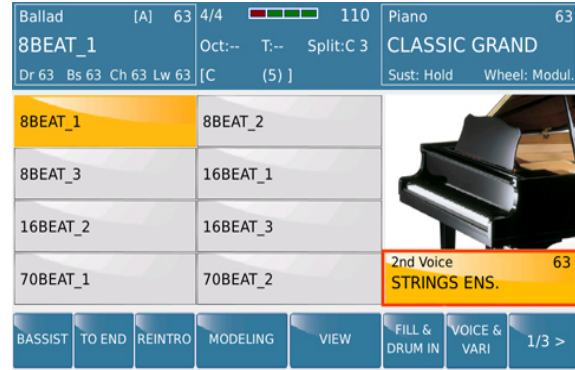 Ballad [A] 63
8BEAT_1
Dr 63 Bs 63 Ch 63 Lw 63
4/4 110
Oct:-- T:-- Split:C 3
[C (5) ]
Piano 63
CLASSIC GRAND
Sust: Hold Wheel: Modul.
8BEAT_1 8BEAT_2
8BEAT_3 16BEAT_1
16BEAT_2 16BEAT_3
70BEAT_1 70BEAT_2
2nd Voice 63
STRINGS ENS.
BASSIST
TO END
REINTRO
MODELING
VIEW
FILL &
DRUM IN
VOICE &
VARI
1/3 >